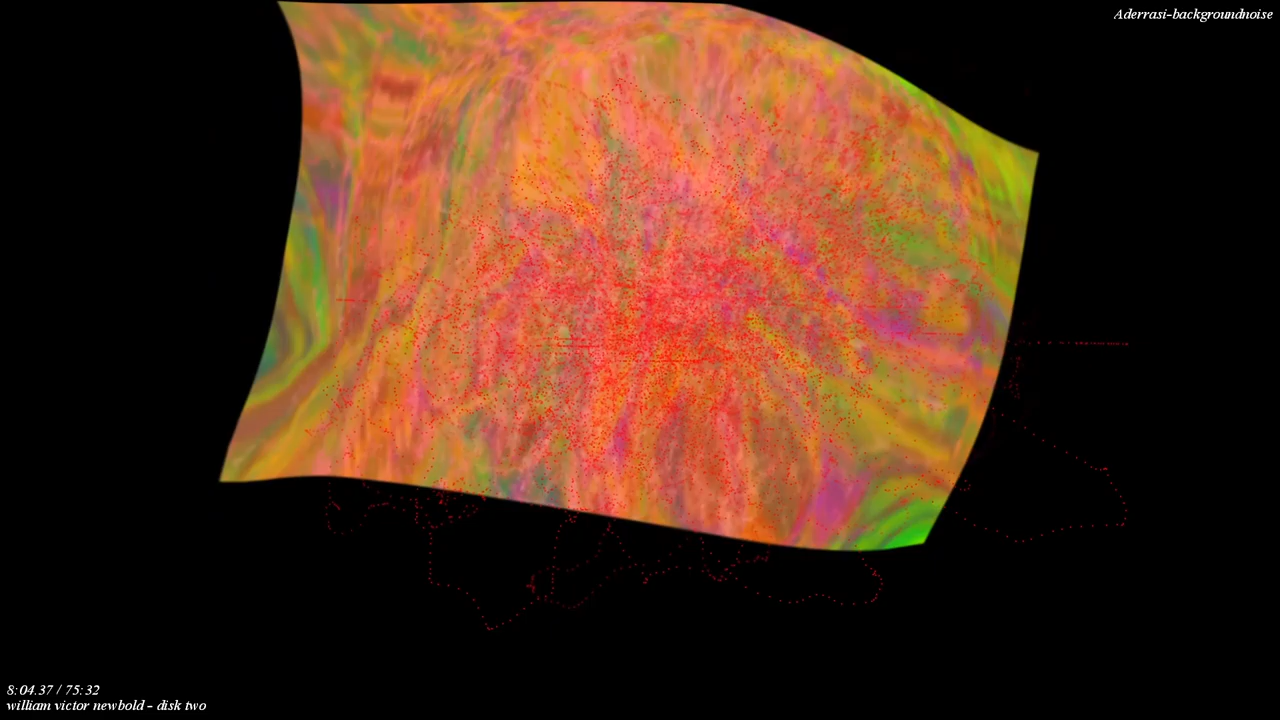 Aderrasi-backgroundnoise
8:04.37 / 75:32
william victor newbold - disk two